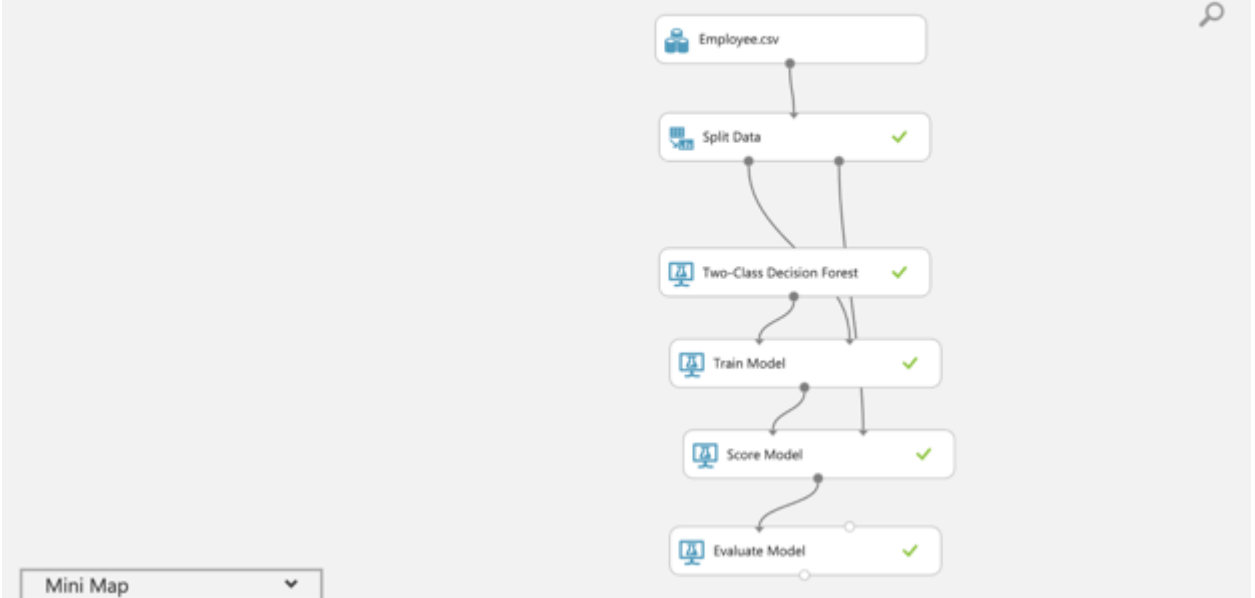 Employee.csv
Split Data
Two-Class Decision Forest
Train Model
Score Model
Evaluate Model
Mini Map